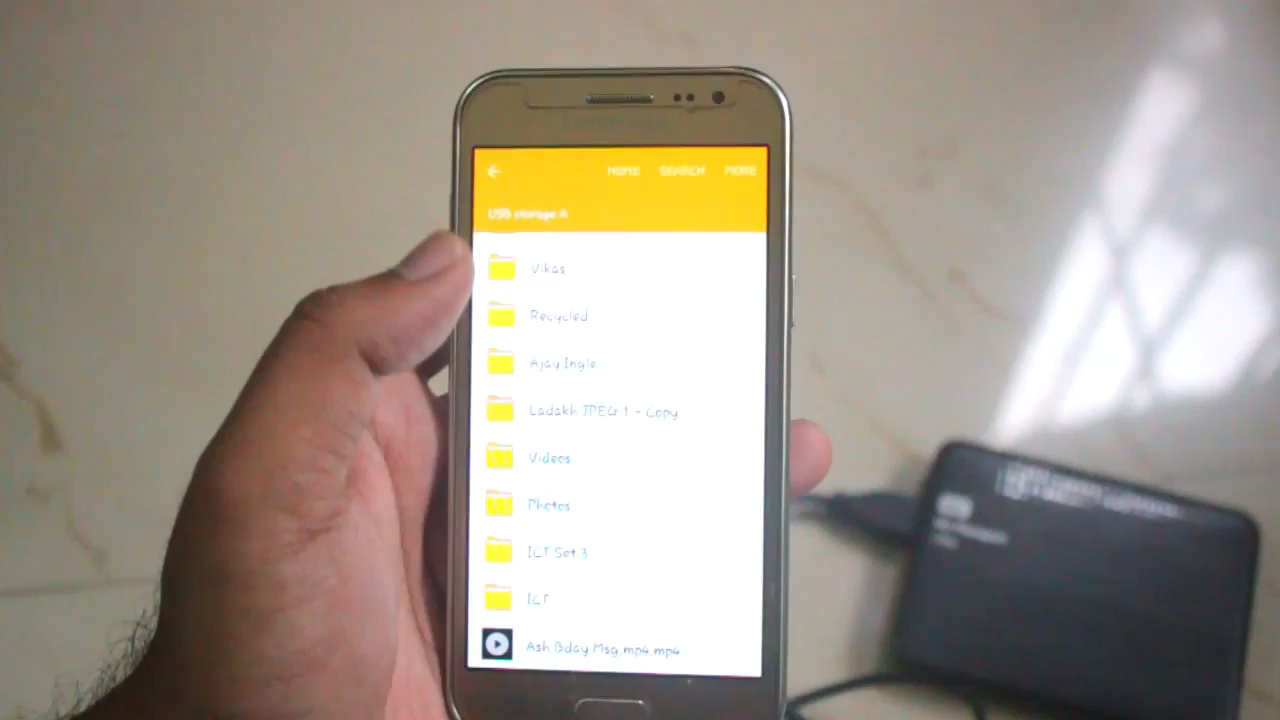 HOME SEARCH MORE
USB storage A
Vikas
Recycled
Ajay Ingle
Ladakh JPEG 1 - Copy
Videos
Photos
ICT Set 3
ICT
Ash Bday Msg.mp4.mp4